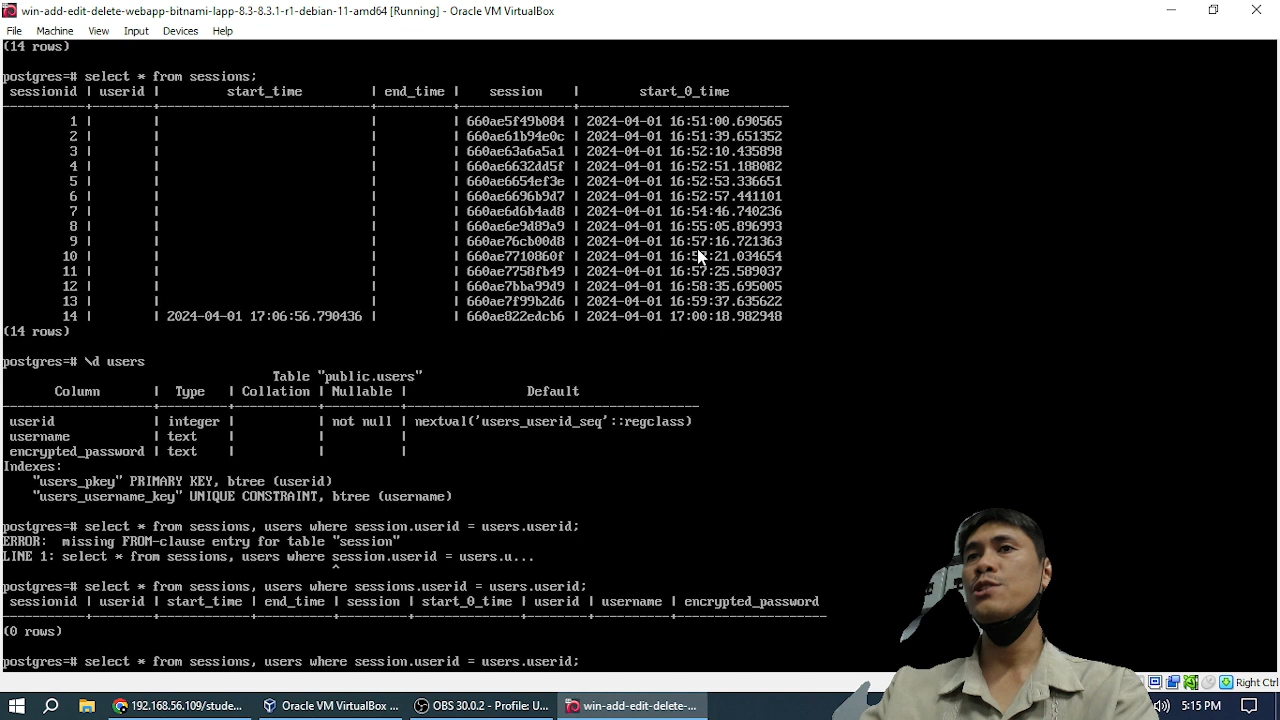 win-add-edit-delete-webapp-bitnami-lapp-8.3-8.3.1-r1-debian-11-amd64 [Running] - Oracle VM VirtualBox
File Machine View Input Devices Help
(14 rows)
postgres=# select * from sessions;
sessionid | userid | start_time | end_time | session | start_0_time
1 | | | | 660ae5f49b084 | 2024-04-01 16:51:00.690565
2 | | | | 660ae61b94e0c | 2024-04-01 16:51:39.651352
3 | | | | 660ae63a6a5a1 | 2024-04-01 16:52:10.435898
4 | | | | 660ae6632dd5f | 2024-04-01 16:52:51.188082
5 | | | | 660ae6654ef3e | 2024-04-01 16:52:53.336651
6 | | | | 660ae6696b9d7 | 2024-04-01 16:52:57.441101
7 | | | | 660ae6d6b4ad8 | 2024-04-01 16:54:46.740236
8 | | | | 660ae6e9d89a9 | 2024-04-01 16:55:05.896993
9 | | | | 660ae76cb00d8 | 2024-04-01 16:57:16.721363
10 | | | | 660ae7710860f | 2024-04-01
11 | | | | 660ae7758fb49 | 2024-04-01 16:57:25.589037
12 | | | | 660ae7bba99d9 | 2024-04-01 16:58:35.695005
13 | | | | 660ae7f99b2d6 | 2024-04-01 16:59:37.635622
14 | | 2024-04-01 17:06:56.790436 | | 660ae822edcb6 | 2024-04-01 17:00:18.982948
(14 rows)
postgres=# \d users
Table "public.users"
Column | Type | Collation | Nullable | Default
userid | integer | | not null | nextval('users_userid_seq'::regclass)
username | text | | |
encrypted_password | text | | |
Indexes:
"users_pkey" PRIMARY KEY, btree (userid)
"users_username_key" UNIQUE CONSTRAINT, btree (username)
postgres=# select * from sessions, users where session.userid = users.userid;
ERROR: missing FROM-clause entry for table "session"
LINE 1: select * from sessions, users where session.userid = users.u...
^
postgres=# select * from sessions, users where sessions.userid = users.userid;
sessionid | userid | start_time | end_time | session | start_0_time | userid | username | encrypted_password
(0 rows)
postgres=# select * from sessions, users where session.userid = users.userid;
Right Ctrl
192.168.56.109/stude... Oracle VM VirtualBox ... OBS 30.0.2 - Profile: U... win-add-edit-delete-... 5:15 PM